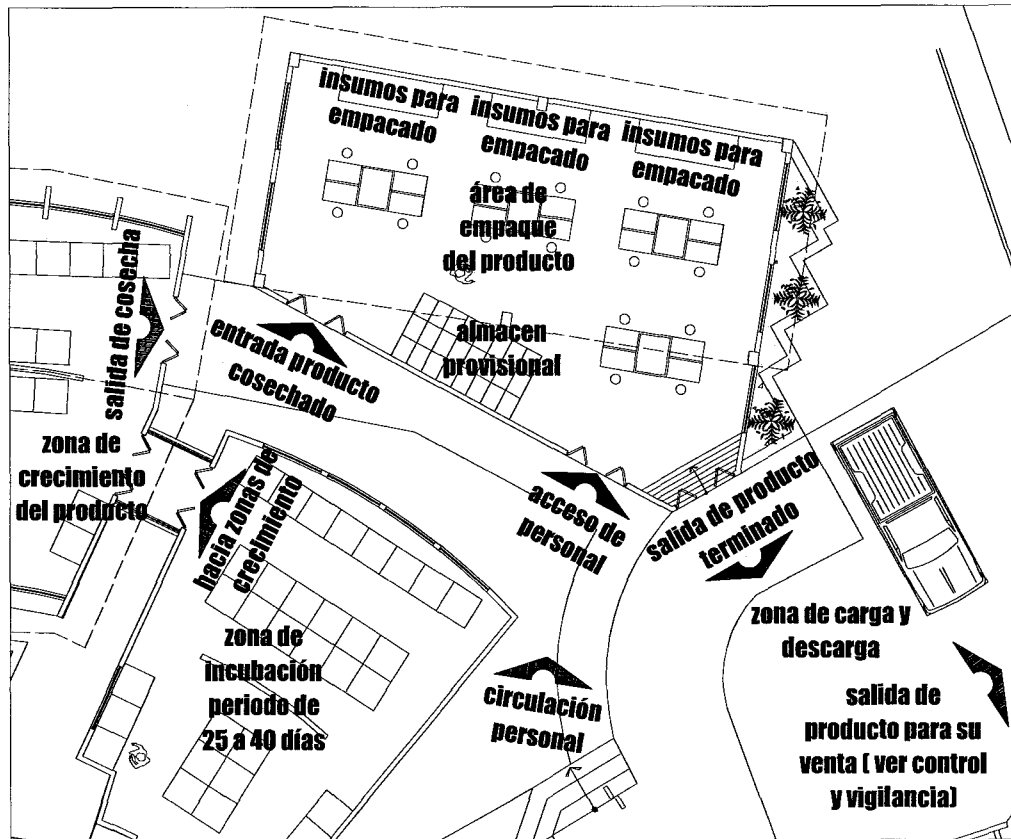 insumos para
empacado
insumos para
empacado
insumos para
empacado
área de
empaque
del producto
salida de cosecha
entrada producto
cosechado
almacen
provisional
zona de
crecimiento
del producto
hacia zonas de
crecimiento
acceso de
personal
salida de producto
terminado
zona de carga y
descarga
zona de
incubación
periodo de
25 a 40 días
circulación
personal
salida de
producto para su
venta ( ver control
y vigilancia)